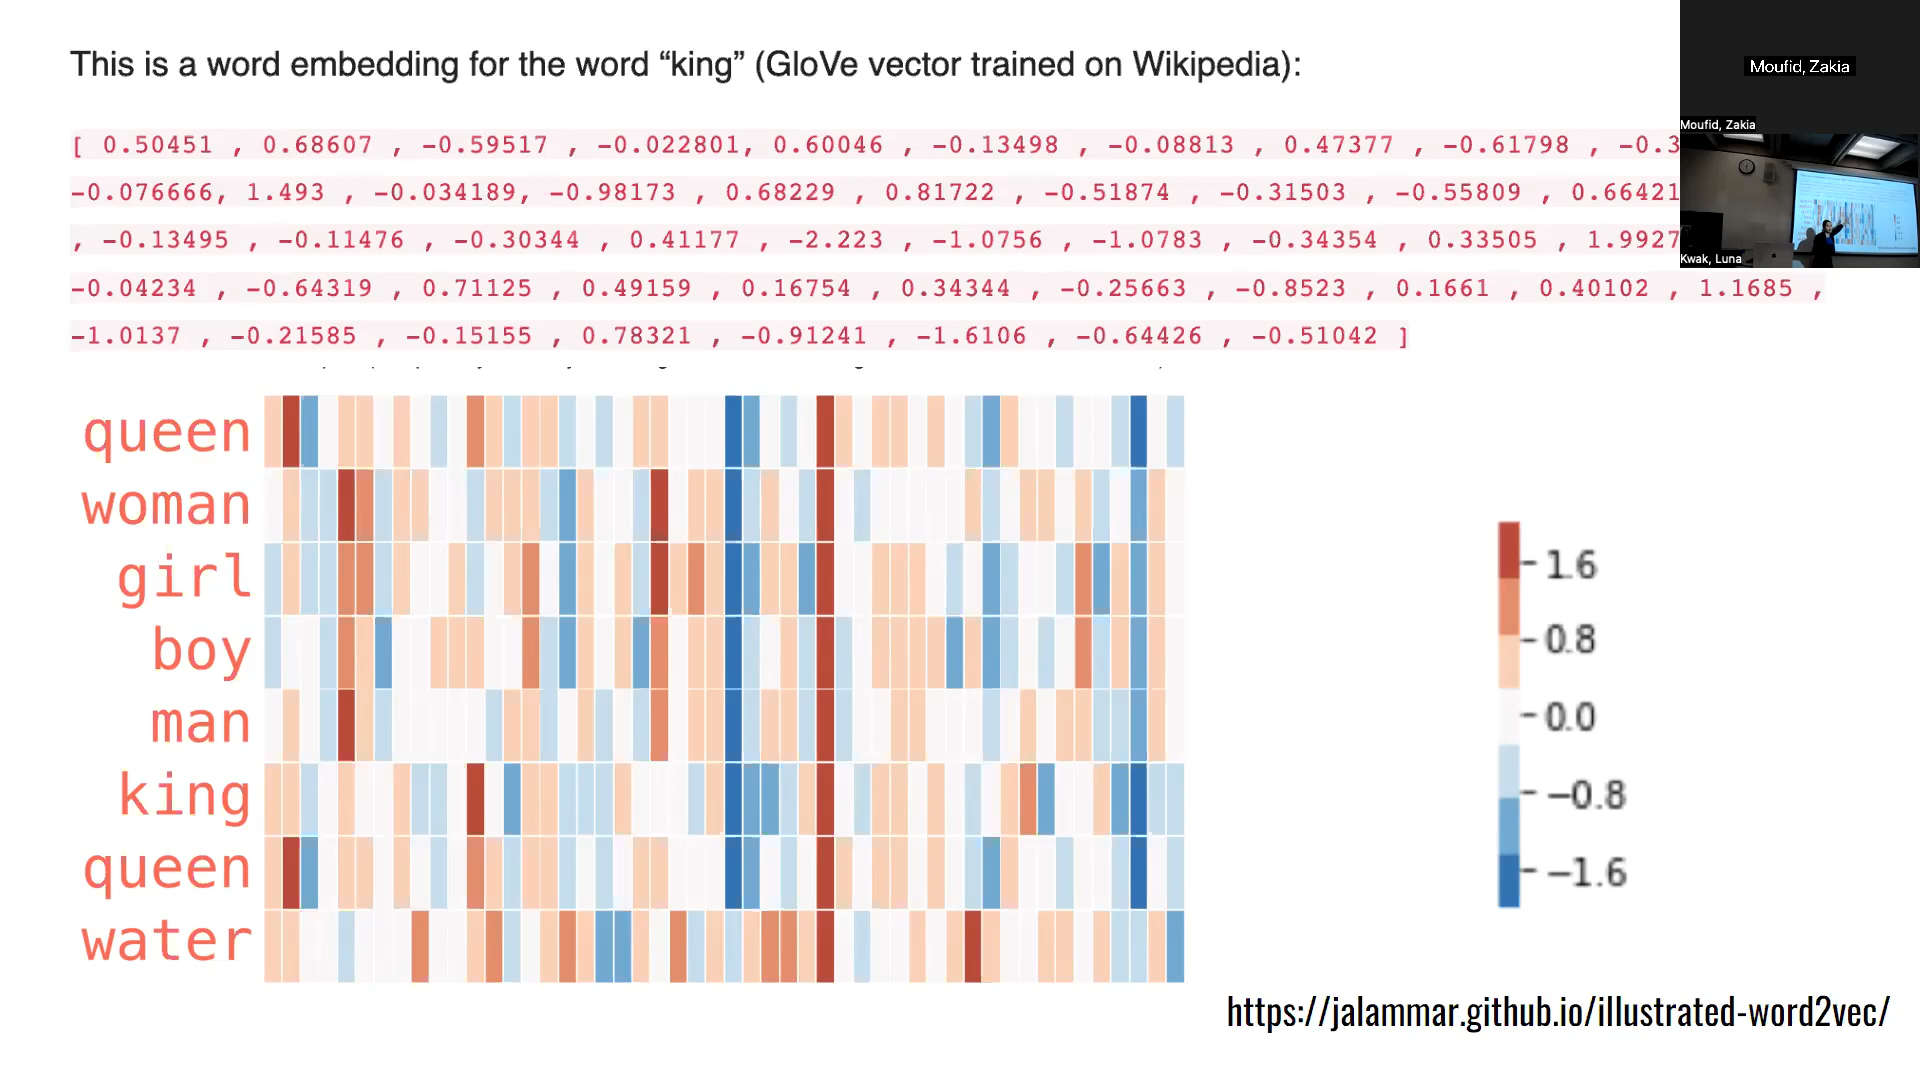 This is a word embedding for the word “king” (GloVe vector trained on Wikipedia):
[ 0.50451 , 0.68607 , -0.59517 , -0.022801, 0.60046 , -0.13498 , -0.08813 , 0.47377 , -0.61798 , -0.3
-0.076666, 1.493 , -0.034189, -0.98173 , 0.68229 , 0.81722 , -0.51874 , -0.31503 , -0.55809 , 0.66421
, -0.13495 , -0.11476 , -0.30344 , 0.41177 , -2.223 , -1.0756 , -1.0783 , -0.34354 , 0.33505 , 1.9927
-0.04234 , -0.64319 , 0.71125 , 0.49159 , 0.16754 , 0.34344 , -0.25663 , -0.8523 , 0.1661 , 0.40102 , 1.1685 ,
-1.0137 , -0.21585 , -0.15155 , 0.78321 , -0.91241 , -1.6106 , -0.64426 , -0.51042 ]
Moufid, Zakia
Moufid, Zakia
Kwak, Luna
queen
woman
girl
boy
man
king
queen
water
1.6
0.8
0.0
-0.8
-1.6
https://jalammar.github.io/illustrated-word2vec/